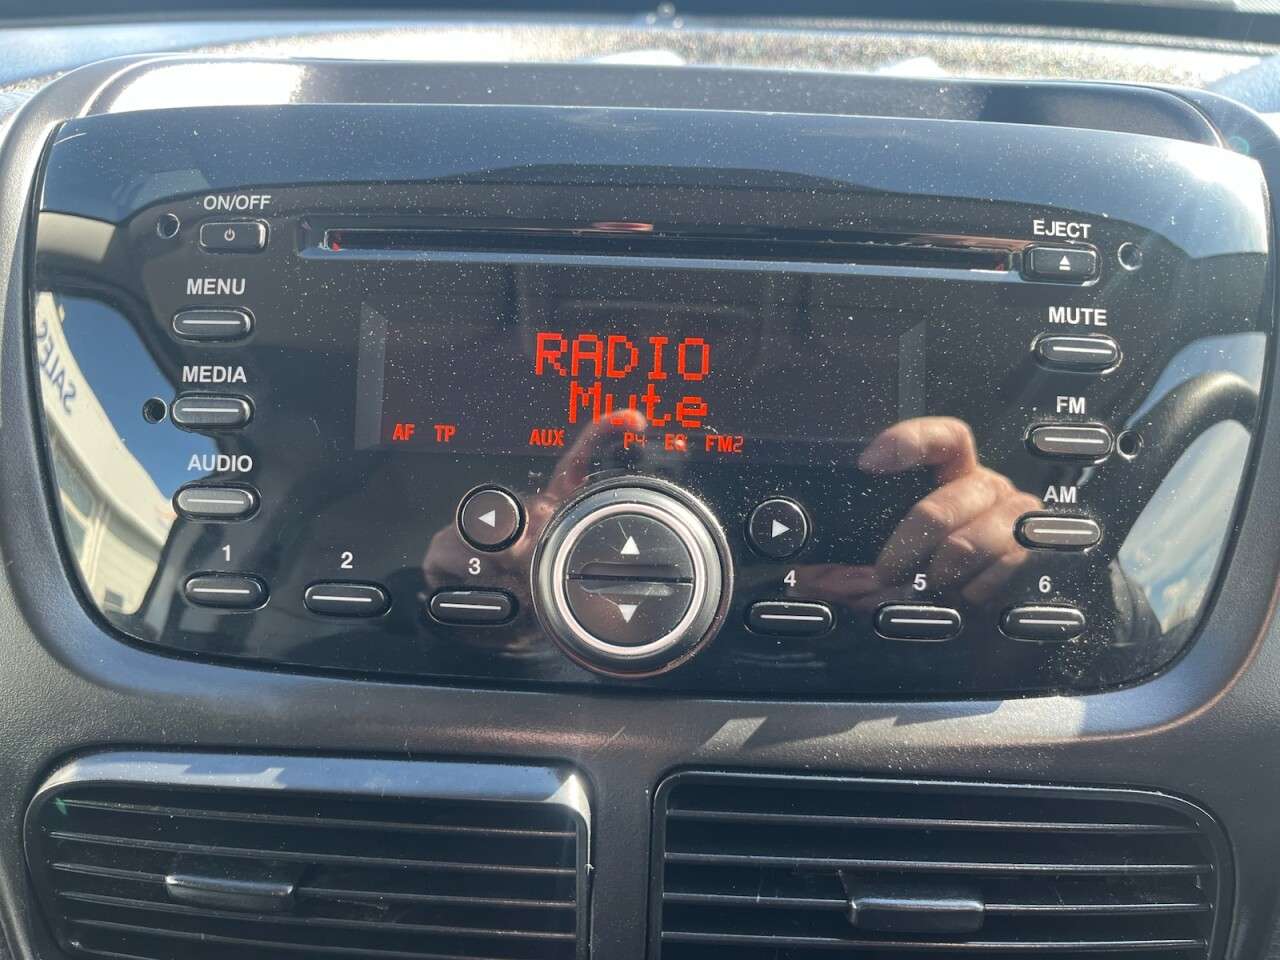 ON/OFF
EJECT
MENU
MUTE
RADIO
MEDIA
Mute
FM
AF TP AUX P4 EQ FM2
AUDIO
AM
1
2
3
4
5
6
SALES